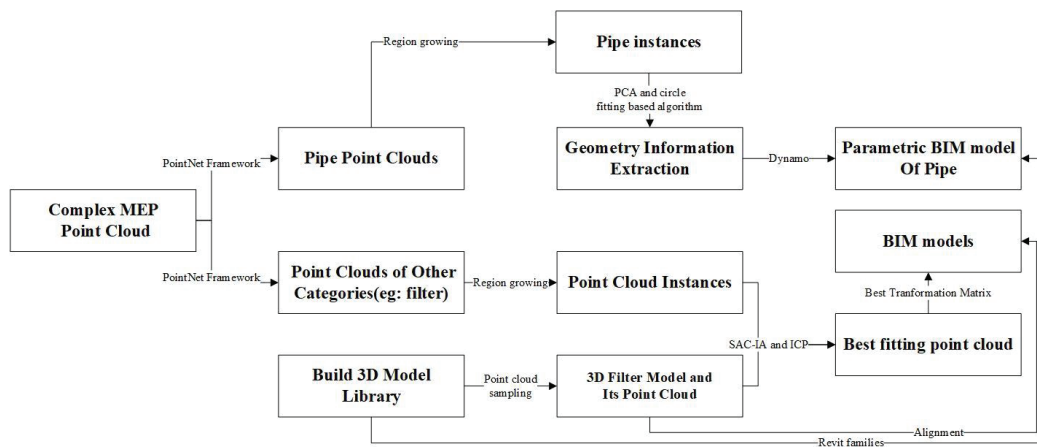 Region growing
Pipe instances
PCA and circle
fitting based algorithm
PointNet Framework
Pipe Point Clouds
Geometry Information
Extraction
Dynamo
Parametric BIM model
Of Pipe
Complex MEP
Point Cloud
BIM models
PointNet Framework
Point Clouds of Other
Categories(eg: filter)
Region growing
Point Cloud Instances
Best Tranformation Matrix
SAC-IA and ICP
Best fitting point cloud
Build 3D Model
Library
Point cloud
sampling
3D Filter Model and
Its Point Cloud
Alignment
Revit families